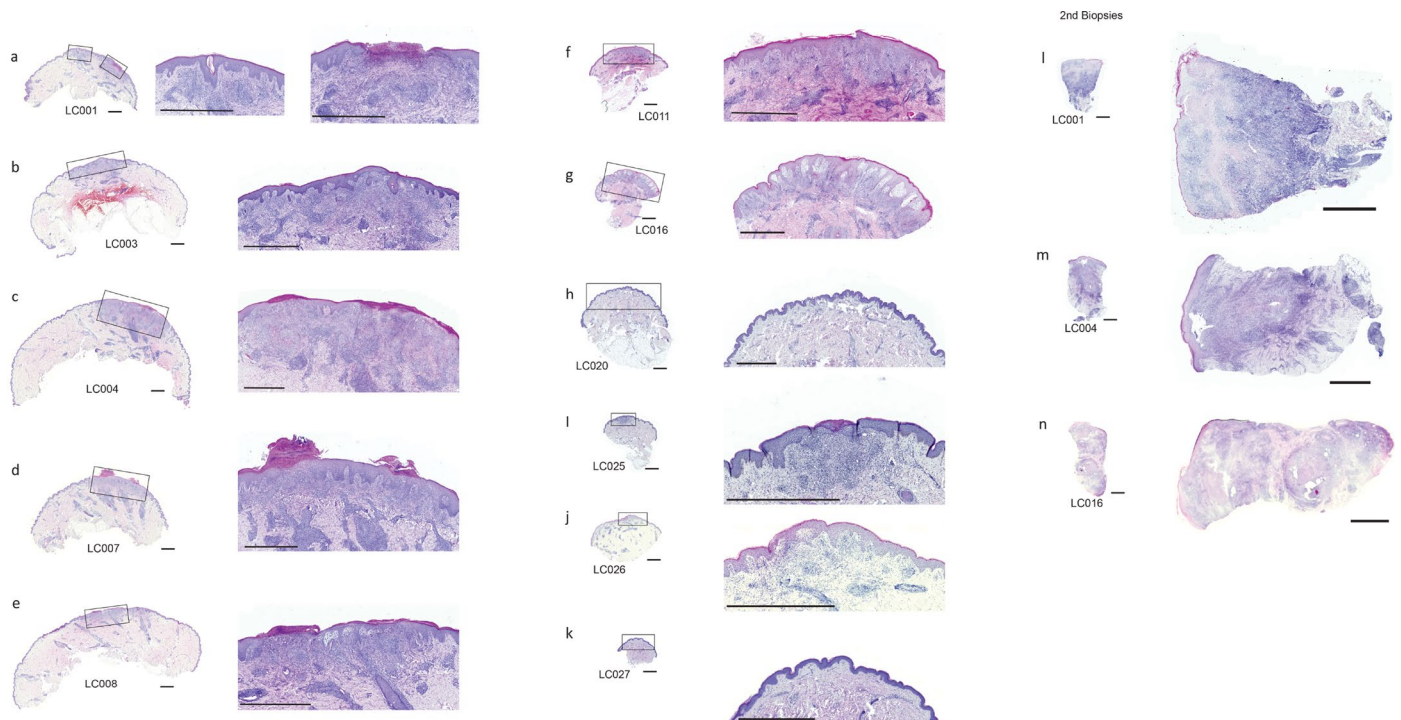 a
LC001
b
LC003
c
LC004
d
LC007
e
LC008
f
LC011
g
LC016
h
LC020
l
LC025
j
LC026
k
LC027
2nd Biopsies
l
LC001
m
LC004
n
LC016